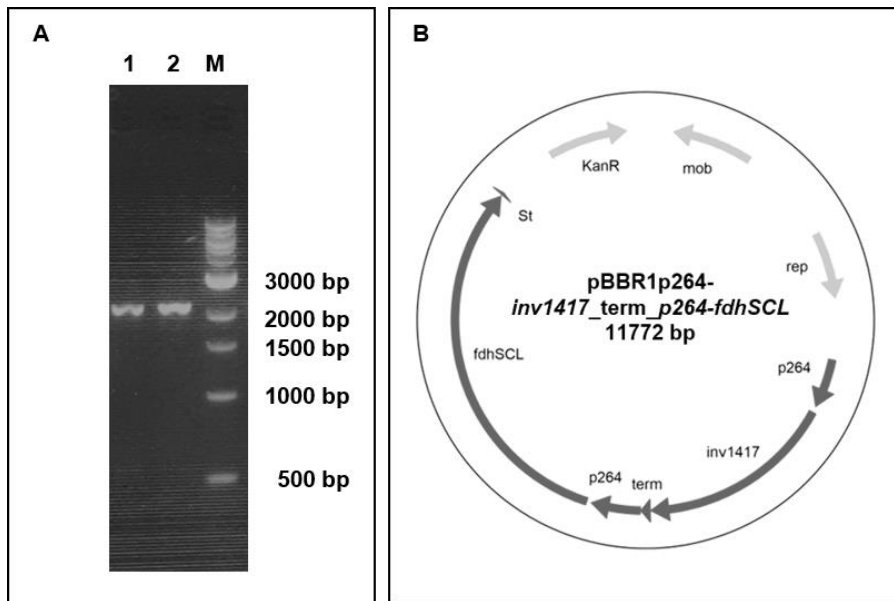 A
1 2 M
3000 bp
2000 bp
1500 bp
1000 bp
500 bp
B
KanR
mob
St
rep
pBBR1p264-
inv1417_term_p264-fdhSCL
11772 bp
fdhSCL
p264
inv1417
p264
term